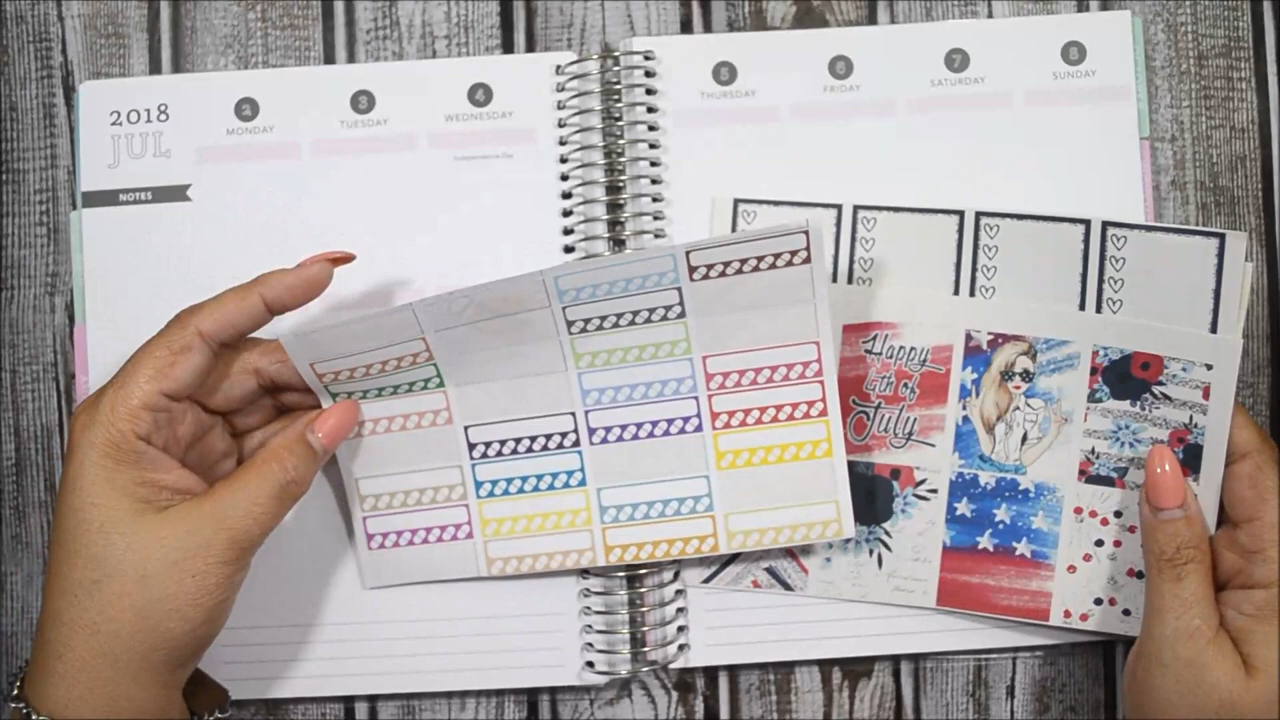 2018
JUL
NOTES
2
MONDAY
3
TUESDAY
4
WEDNESDAY
Independence Day
5
THURSDAY
6
FRIDAY
7
SATURDAY
8
SUNDAY
Happy
4th of
July